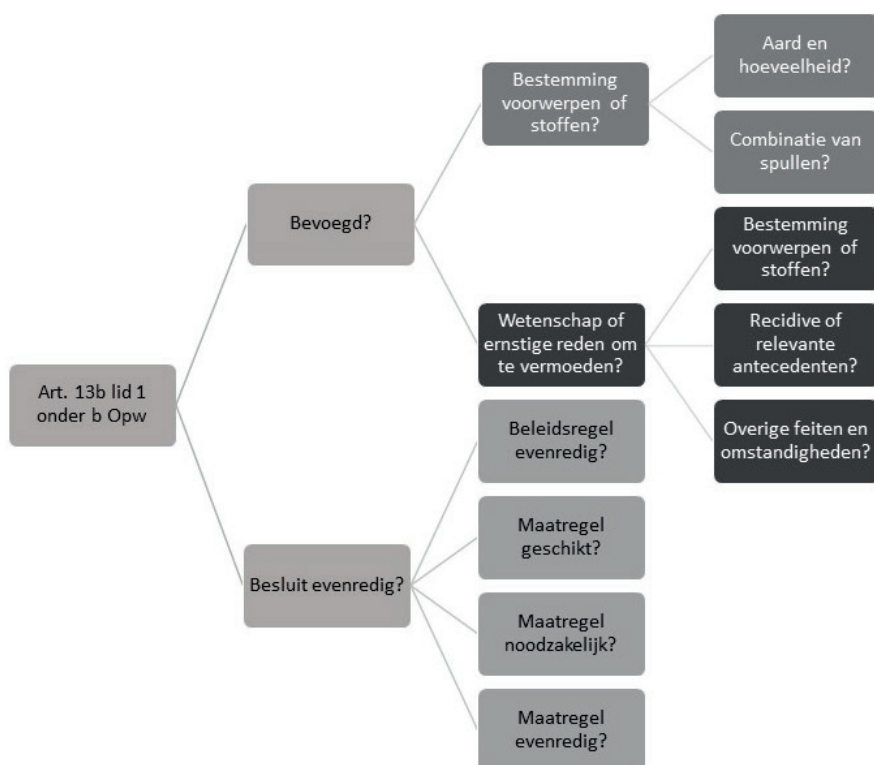 Art. 13b lid 1
onder b Opw
Bevoegd?
Bestemming
voorwerpen of
stoffen?
Aard en
hoeveelheid?
Combinatie van
spullen?
Wetenschap of
ernstige reden om
te vermoeden?
Bestemming
voorwerpen of
stoffen?
Recidive of
relevante
antecedenten?
Overige feiten en
omstandigheden?
Besluit evenredig?
Beleidsregel
evenredig?
Maatregel
geschikt?
Maatregel
noodzakelijk?
Maatregel
evenredig?